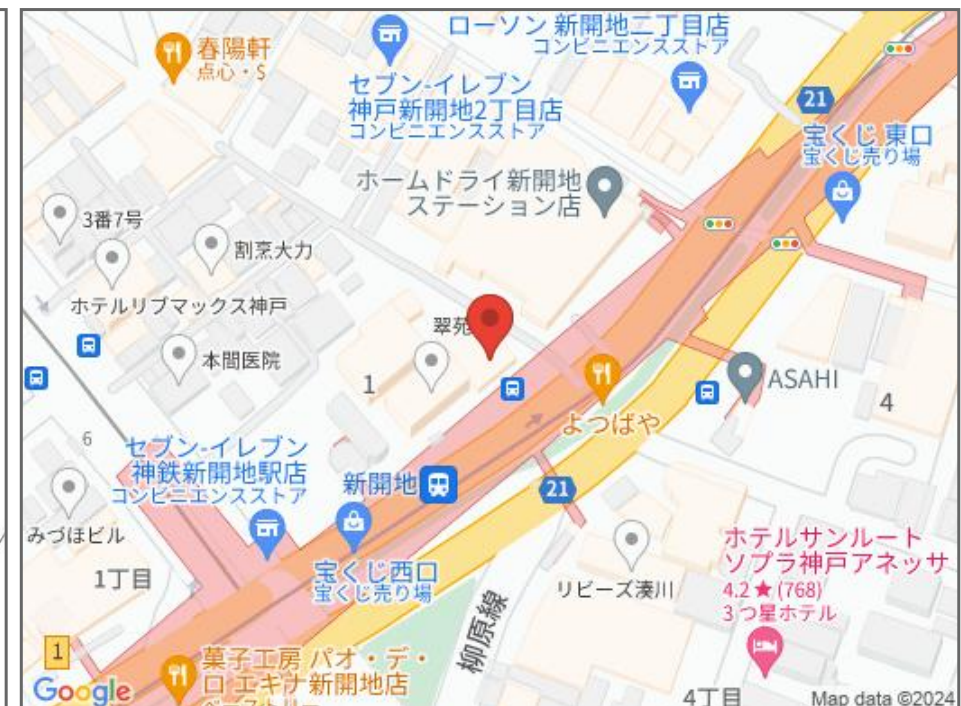 ローソン 新開地二丁目店
コンビニエンスストア
春陽軒
点心・$
セブン-イレブン
神戸新開地2丁目店
コンビニエンスストア
21
宝くじ 東口
宝くじ売り場
ホームドライ新開地
ステーション店
3番7号
割烹大力
ホテルリブマックス神戸
翠苑
本間医院
1
ASAHI
4
よつばや
6
セブン-イレブン
神鉄新開地駅店
コンビニエンスストア
新開地
21
みづほビル
宝くじ西口
宝くじ売り場
ホテルサンルート
ソプラ神戸アネッサ
4.2★(768)
3 つ星ホテル
1丁目
リビーズ湊川
柳原線
1
菓子工房 パオ・デ・
ロ エキナ新開地店
Google
4丁目
Map data ©2024